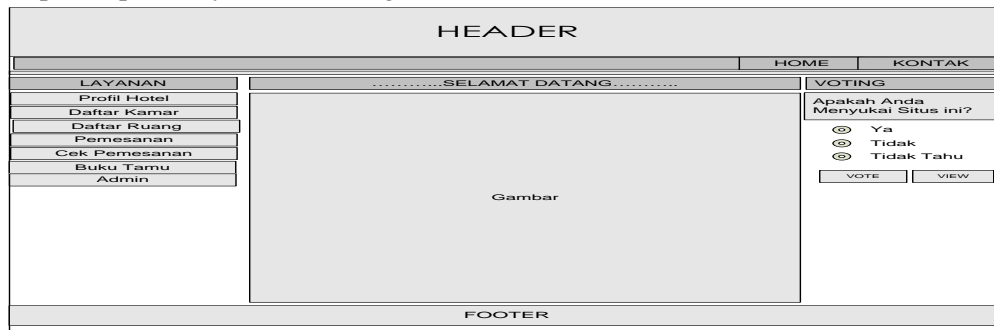 HEADER
HOME KONTAK
LAYANAN
Profil Hotel
Daftar Kamar
Daftar Ruang
Pemesanan
Cek Pemesanan
Buku Tamu
Admin
………...SELAMAT DATANG………..
Gambar
VOTING
Apakah Anda
Menyukai Situs ini?
Ya
Tidak
Tidak Tahu
VOTE VIEW
FOOTER